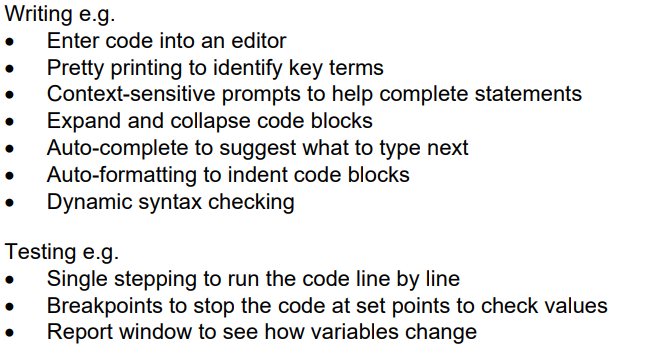 Writing e.g.
• Enter code into an editor
• Pretty printing to identify key terms
• Context-sensitive prompts to help complete statements
• Expand and collapse code blocks
• Auto-complete to suggest what to type next
• Auto-formatting to indent code blocks
• Dynamic syntax checking
Testing e.g.
• Single stepping to run the code line by line
• Breakpoints to stop the code at set points to check values
• Report window to see how variables change